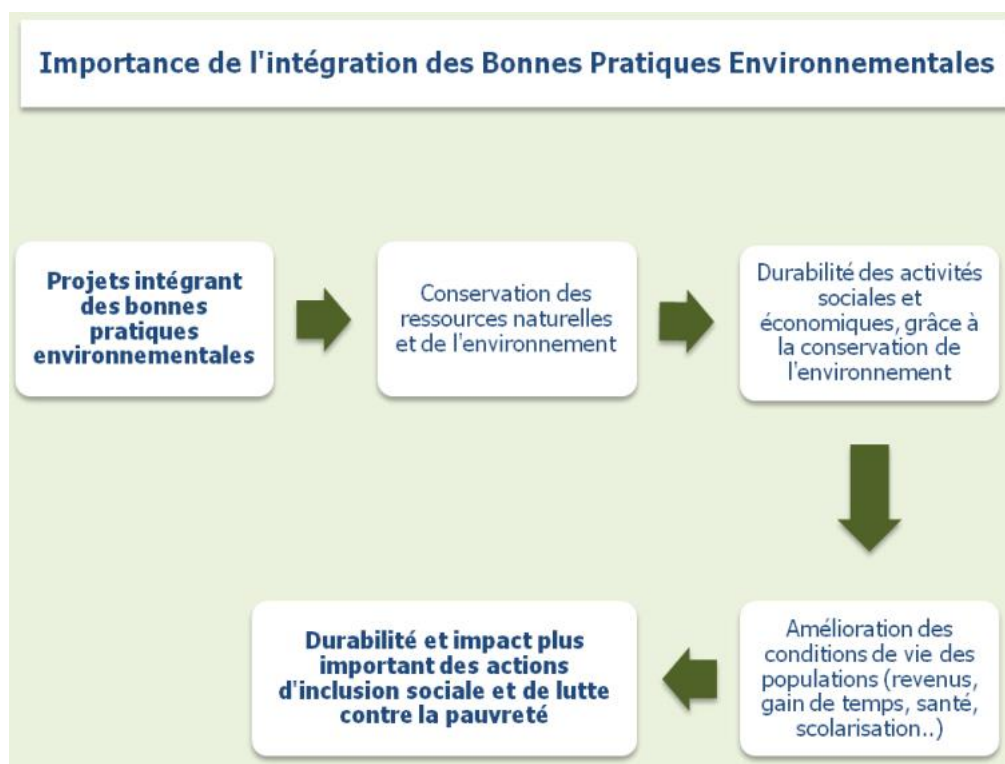 Importance de l'intégration des Bonnes Pratiques Environnementales
Projets intégrant
des bonnes
pratiques
environnementales
Conservation des
ressources naturelles
et de l'environnement
Durabilité des activités
sociales et
économiques, grâce à
la conservation de
l'environnement
Amélioration des
conditions de vie des
populations (revenus,
gain de temps, santé,
scolarisation..)
Durabilité et impact plus
important des actions
d'inclusion sociale et de lutte
contre la pauvreté